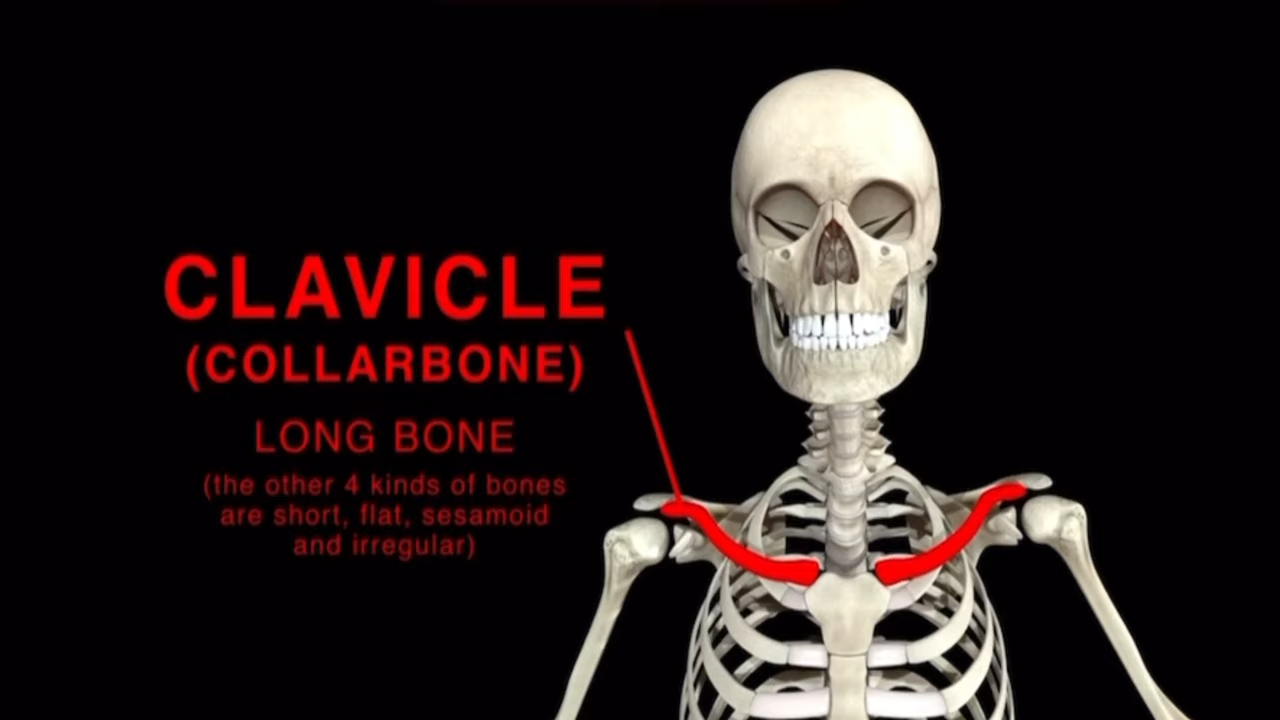 CLAVICLE
(COLLARBONE)
LONG BONE
(the other 4 kinds of bones
are short, flat, sesamoid
and irregular)